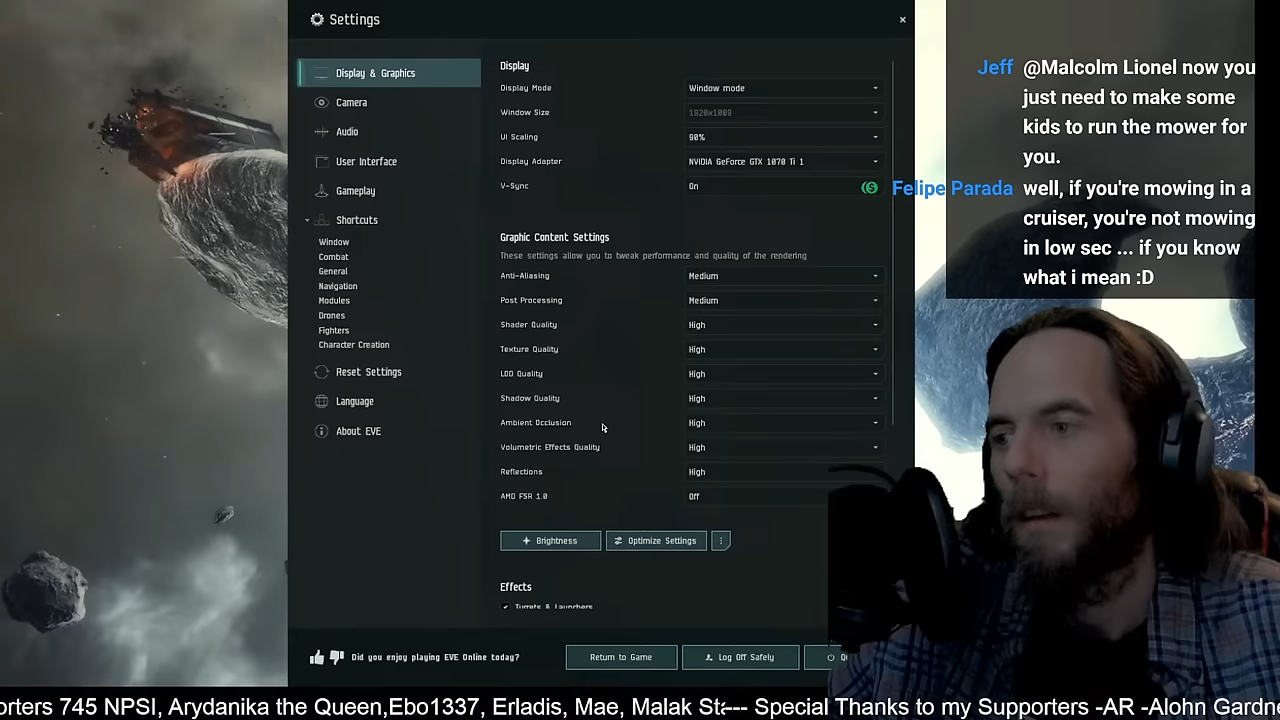 Settings
×
Display & Graphics
Camera
Audio
User Interface
Gameplay
Shortcuts
Window
Combat
General
Navigation
Modules
Drones
Fighters
Character Creation
Reset Settings
Language
About EVE
Display
Display Mode Window mode
Window Size
UI Scaling 90%
Display Adapter NVIDIA GeForce GTX 1070 Ti 1
V-Sync On
Graphic Content Settings
These settings allow you to tweak performance and quality of the rendering
Anti-Aliasing Medium
Post Processing Medium
Shader Quality High
Texture Quality High
LOD Quality High
Shadow Quality High
Ambient Occlusion High
Volumetric Effects Quality High
Reflections High
AMD FSR 1.0 Off
Brightness Optimize Settings
Effects
Turrets & Launchers
Did you enjoy playing EVE Online today? Return to Game Log Off Safely
Jeff @Malcolm Lionel now you
just need to make some
kids to run the mower for
you.
Felipe Parada well, if you're mowing in a
cruiser, you're not mowing
in low sec ... if you know
what i mean :D
orters 745 NPSI, Arydanika the Queen,Ebo1337, Erladis, Mae, Malak St --- Special Thanks to my Supporters -AR -Alohn Gardne